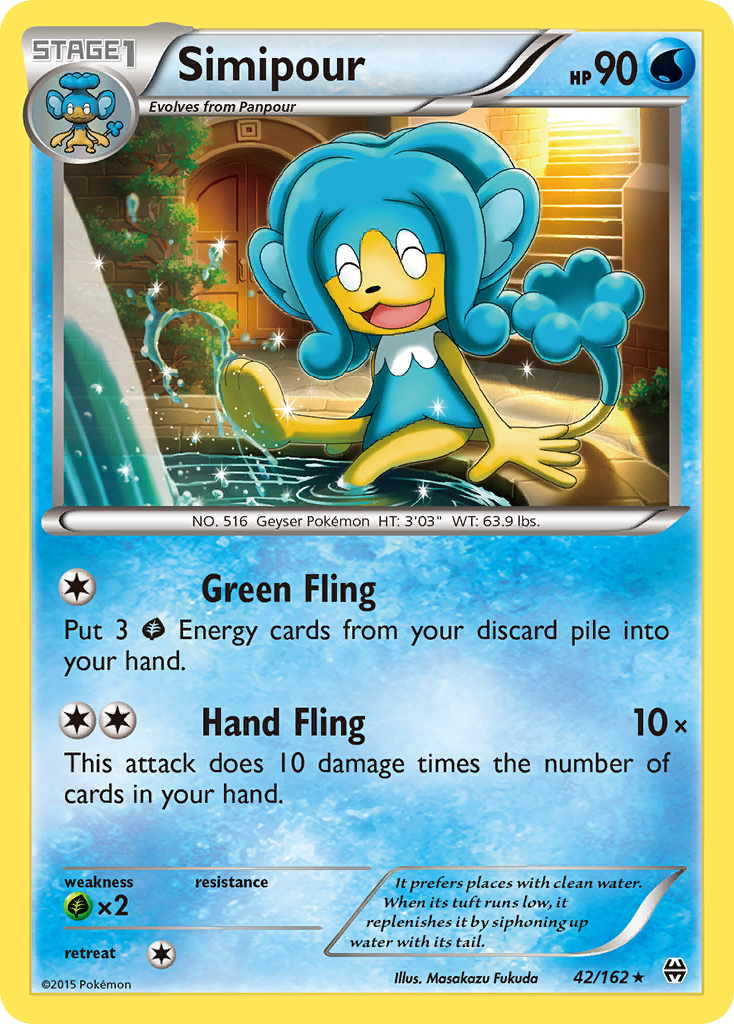 STAGE1
Simipour
HP 90
Evolves from Panpour
NO. 516 Geyser Pokémon HT: 3'03" WT: 63.9 lbs.
Green Fling
Put 3 Energy cards from your discard pile into
your hand.
Hand Fling 10×
This attack does 10 damage times the number of
cards in your hand.
weakness resistance
×2
retreat
It prefers places with clean water.
When its tuft runs low, it
replenishes it by siphoning up
water with its tail.
©2015 Pokémon
Illus. Masakazu Fukuda 42/162 ★